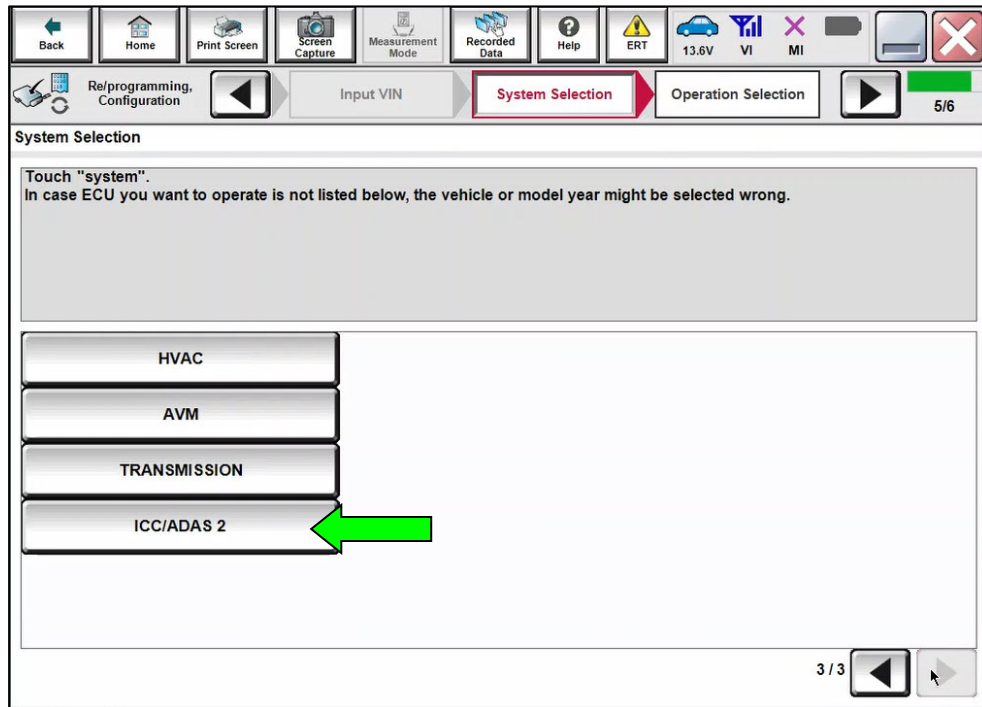 Back
Home
Print Screen
Screen
Capture
Measurement
Mode
Recorded
Data
Help
ERT
13.6V
VI
MI
Re/programming,
Configuration
Input VIN
System Selection
Operation Selection
5/6
System Selection
Touch "system".
In case ECU you want to operate is not listed below, the vehicle or model year might be selected wrong.
HVAC
AVM
TRANSMISSION
ICC/ADAS 2
3 / 3